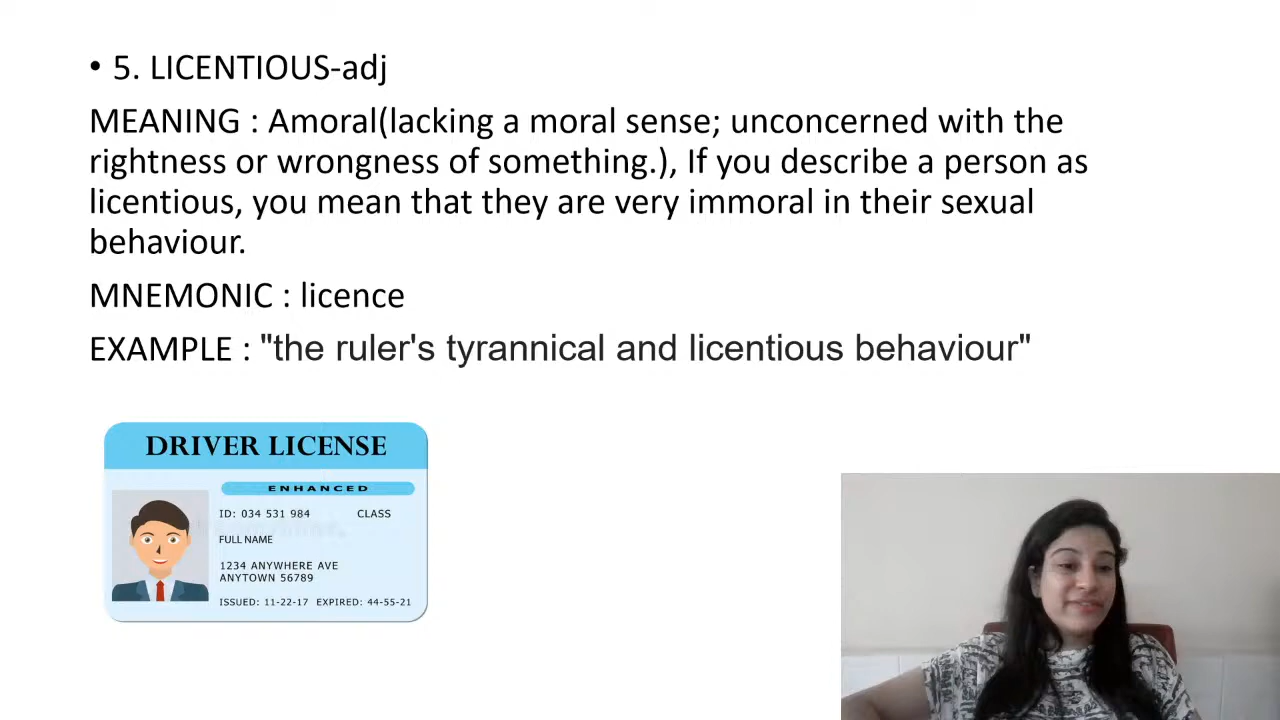 • 5. LICENTIOUS-adj
MEANING : Amoral(lacking a moral sense; unconcerned with the
rightness or wrongness of something.), If you describe a person as
licentious, you mean that they are very immoral in their sexual
behaviour.
MNEMONIC : licence
EXAMPLE : "the ruler's tyrannical and licentious behaviour"
DRIVER LICENSE
ENHANCED
ID: 034 531 984 CLASS
FULL NAME
1234 ANYWHERE AVE
ANYTOWN 56789
ISSUED: 11-22-17 EXPIRED: 44-55-21